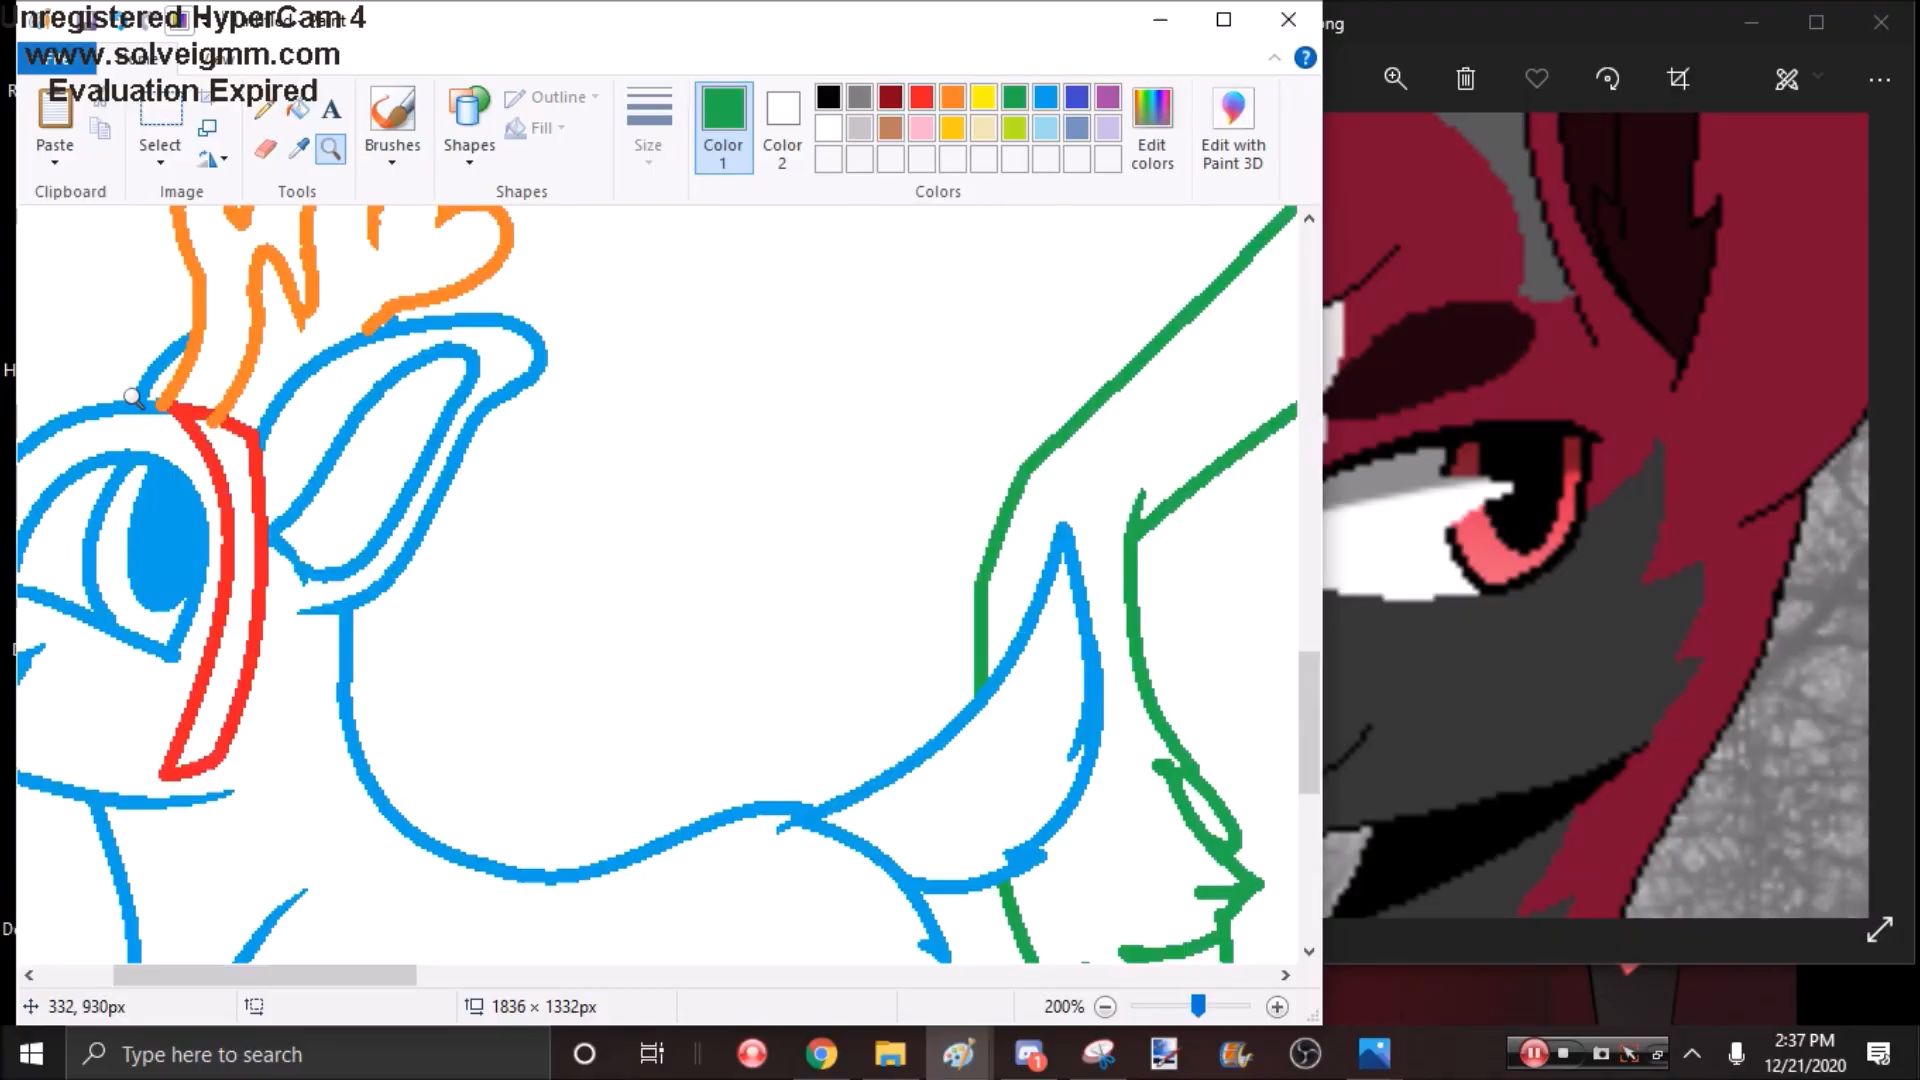 Unregistered HyperCam 4
www.solveigmm.com
Evaluation Expired
ng
Paste
Select
Brushes
Shapes
Outline
Fill
Size
Color
1
Color
2
Edit
colors
Edit with
Paint 3D
Clipboard
Image
Tools
Shapes
Colors
332, 930px
1836 × 1332px
200%
Type here to search
1
2:37 PM
12/21/2020